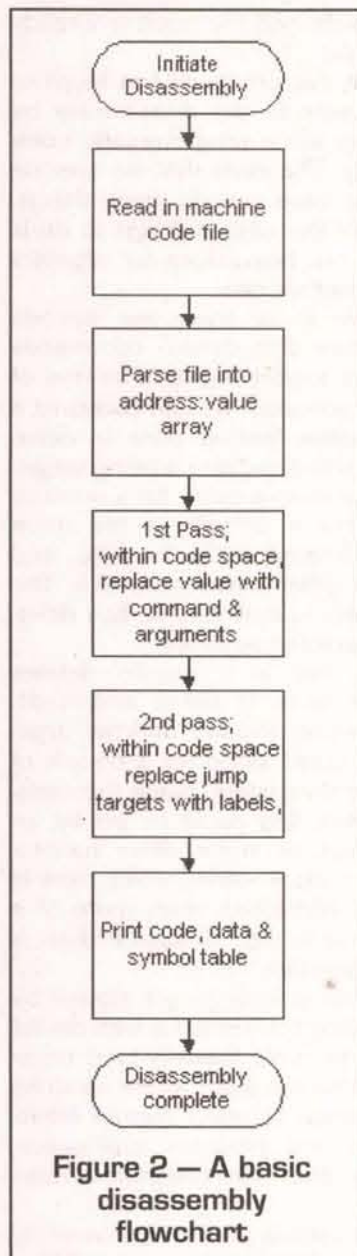 Initiate
Disassembly
Read in machine
code file
Parse file into
address:value
array
1st Pass;
within code space,
replace value with
command &
arguments
2nd pass;
within code space
replace jump
targets with labels,
Print code, data &
symbol table
Disassembly
complete
Figure 2 — A basic
disassembly
flowchart